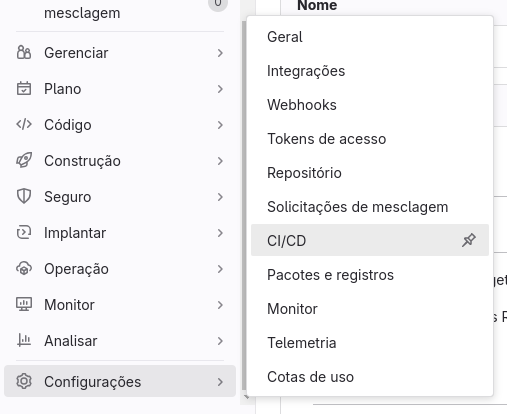 mesclagem
0
Gerenciar
Plano
Código
Construção
Seguro
Implantar
Operação
Monitor
Analisar
Configurações
Nome
Geral
Integrações
Webhooks
Tokens de acesso
Repositório
Solicitações de mesclagem
CI/CD
Pacotes e registros
Monitor
Telemetria
Cotas de uso